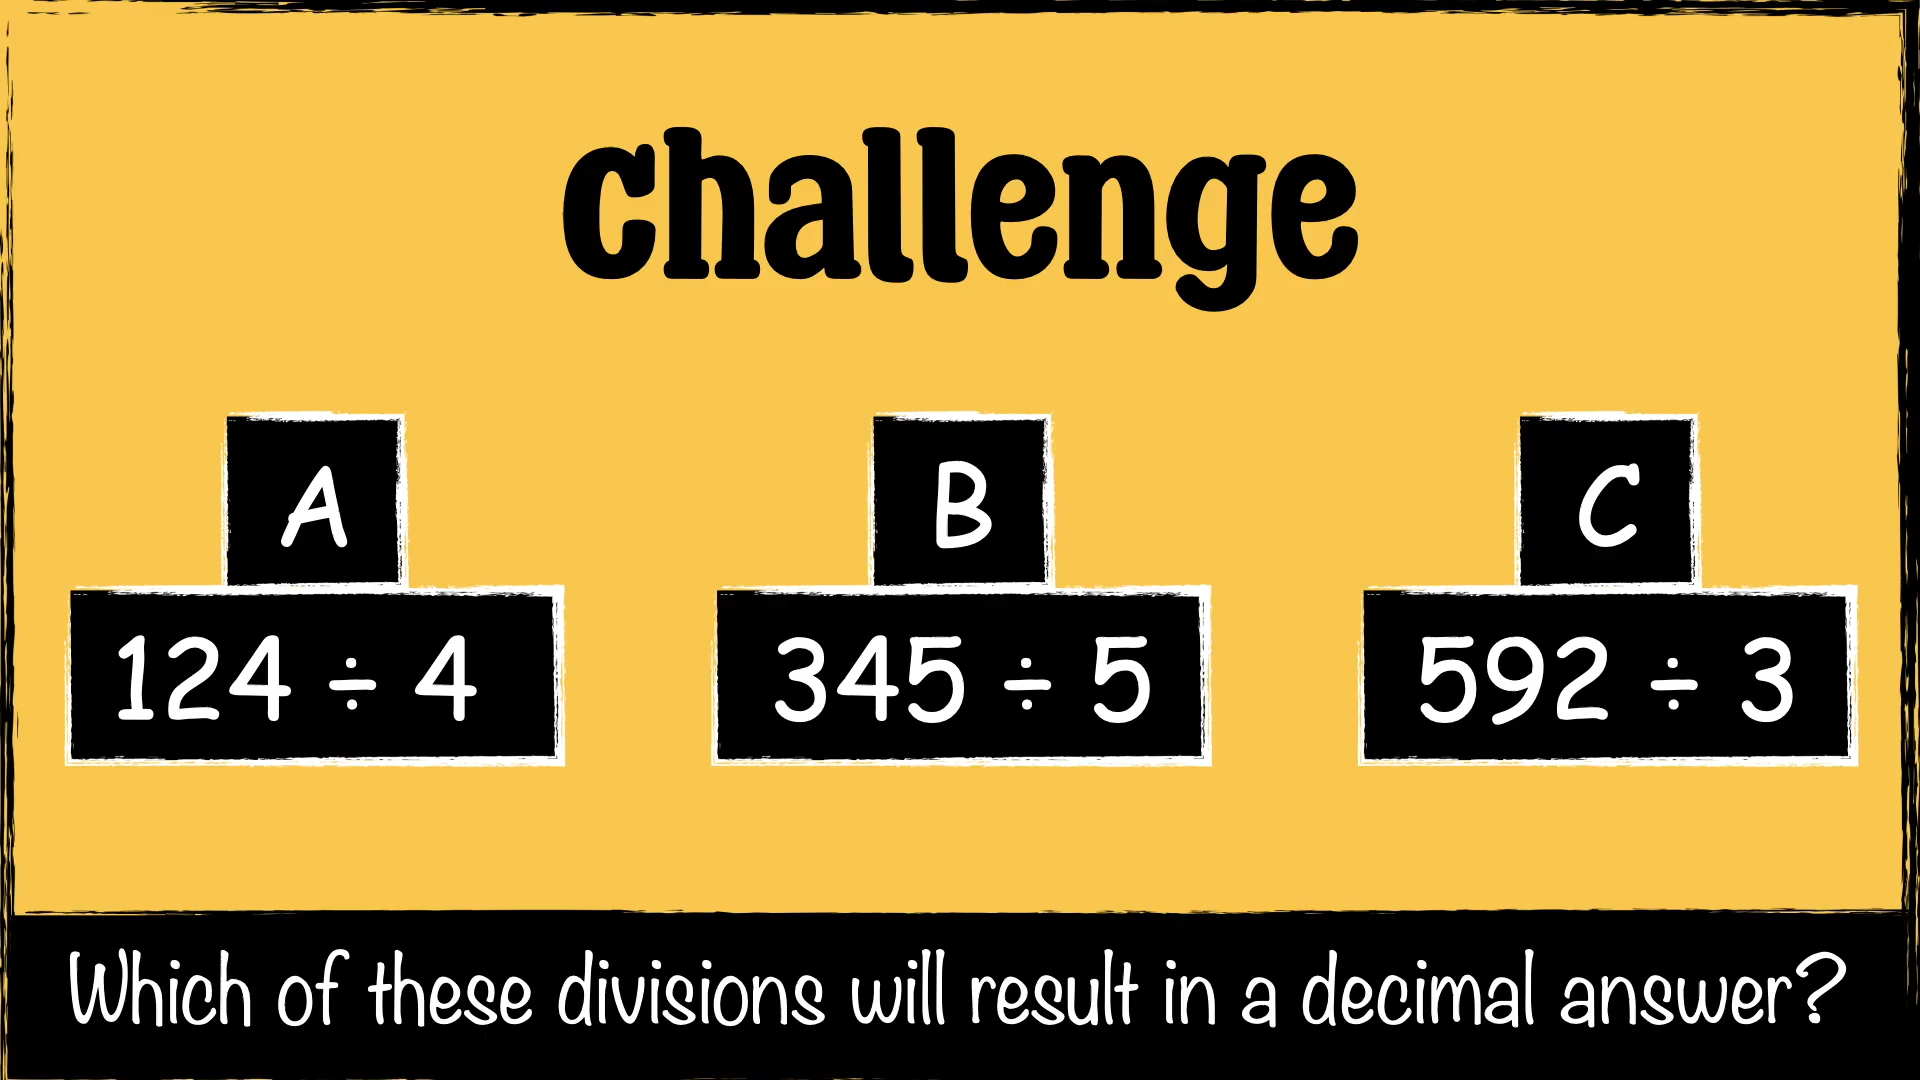 Challenge
A
B
C
124 ÷ 4
345 ÷ 5
592 ÷ 3
Which of these divisions will result in a decimal answer?